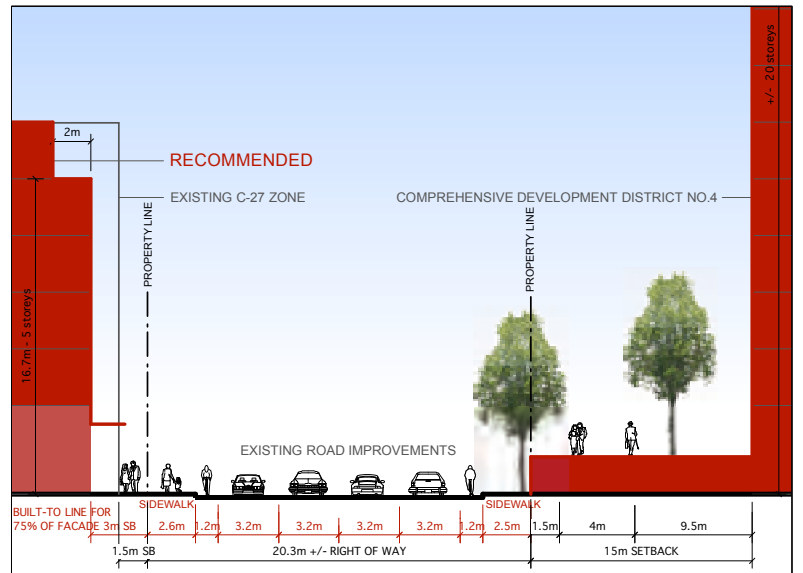 +/- 20 storeys
2m
RECOMMENDED
EXISTING C-27 ZONE
COMPREHENSIVE DEVELOPMENT DISTRICT NO.4
PROPERTY LINE
PROPERTY LINE
16.7m - 5 storeys
EXISTING ROAD IMPROVEMENTS
SIDEWALK
SIDEWALK
BUILT-TO LINE FOR
75% OF FACADE
3m SB
2.6m
1.2m
3.2m
3.2m
3.2m
3.2m
1.2m
2.5m
1.5m
4m
9.5m
1.5m SB
20.3m +/- RIGHT OF WAY
15m SETBACK